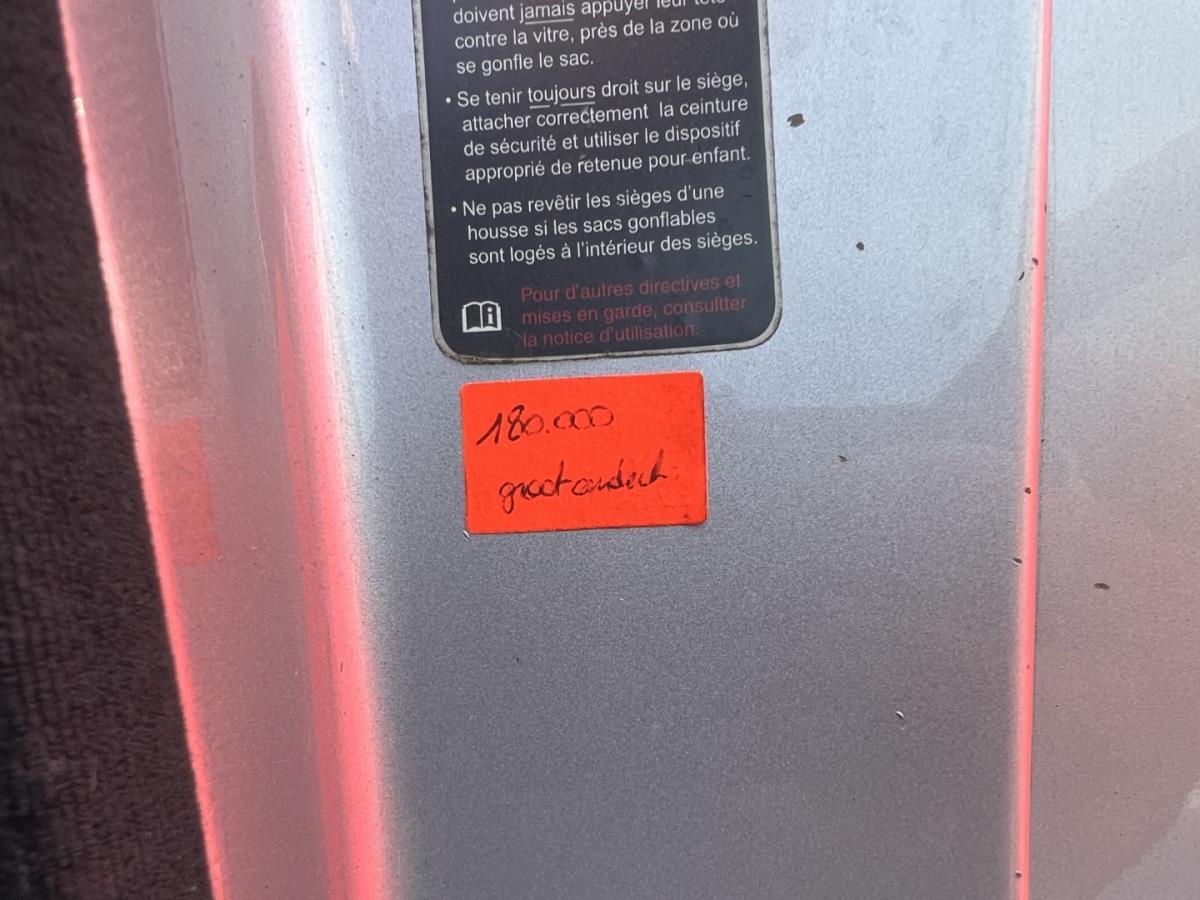 doivent jamais appuyer leur tête
contre la vitre, près de la zone où
se gonfle le sac.
• Se tenir toujours droit sur le siège,
attacher correctement la ceinture
de sécurité et utiliser le dispositif
approprié de retenue pour enfant.
• Ne pas revêtir les sièges d'une
housse si les sacs gonflables
sont logés à l'intérieur des sièges.
Pour d'autres directives et
mises en garde, consultter
la notice d'utilisation.
180.000
groot onderh.